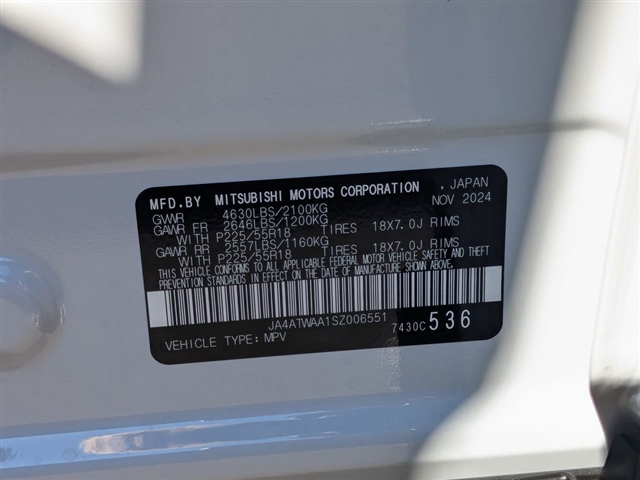 MFD.BY MITSUBISHI MOTORS CORPORATION , JAPAN
GVWR 4630LBS/2100KG NOV 2024
GAWR FR 2646LBS/1200KG
WITH P225/55R18 TIRES 18X7.0J RIMS
GAWR RR 2557LBS/1160KG
WITH P225/55R18 TIRES 18X7.0J RIMS
THIS VEHICLE CONFORMS TO ALL APPLICABLE FEDERAL MOTOR VEHICLE SAFETY AND THEFT
PREVENTION STANDARDS IN EFFECT ON THE DATE OF MANUFACTURE SHOWN ABOVE.
JA4ATWAA1SZ006551
VEHICLE TYPE: MPV 7430C 536